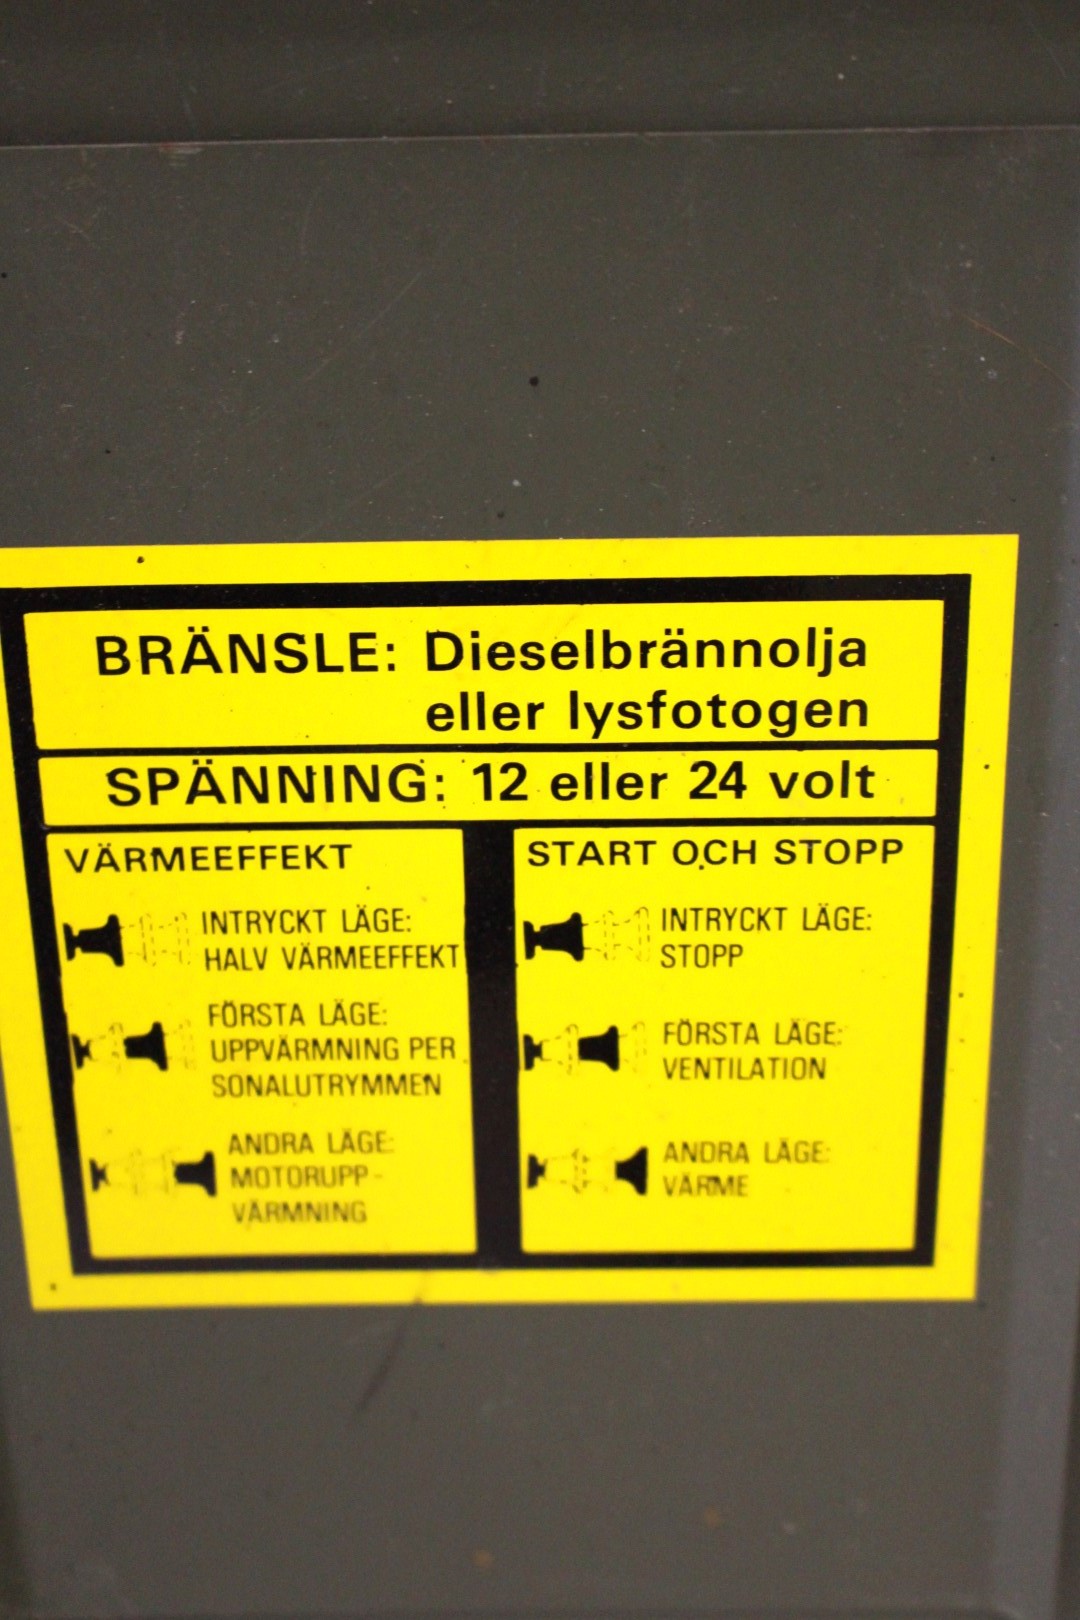 BRÄNSLE: Dieselbrännolja
eller lysfotogen
SPÄNNING: 12 eller 24 volt
VÄRMEEFFEKT
INTRYCKT LÄGE:
HALV VÄRMEEFFEKT
FÖRSTA LÄGE:
UPPVÄRMNING PER
SONALUTRYMMEN
ANDRA LÄGE:
MOTORUPP-
VÄRMNING
START OCH STOPP
INTRYCKT LÄGE:
STOPP
FÖRSTA LÄGE:
VENTILATION
ANDRA LÄGE:
VÄRME